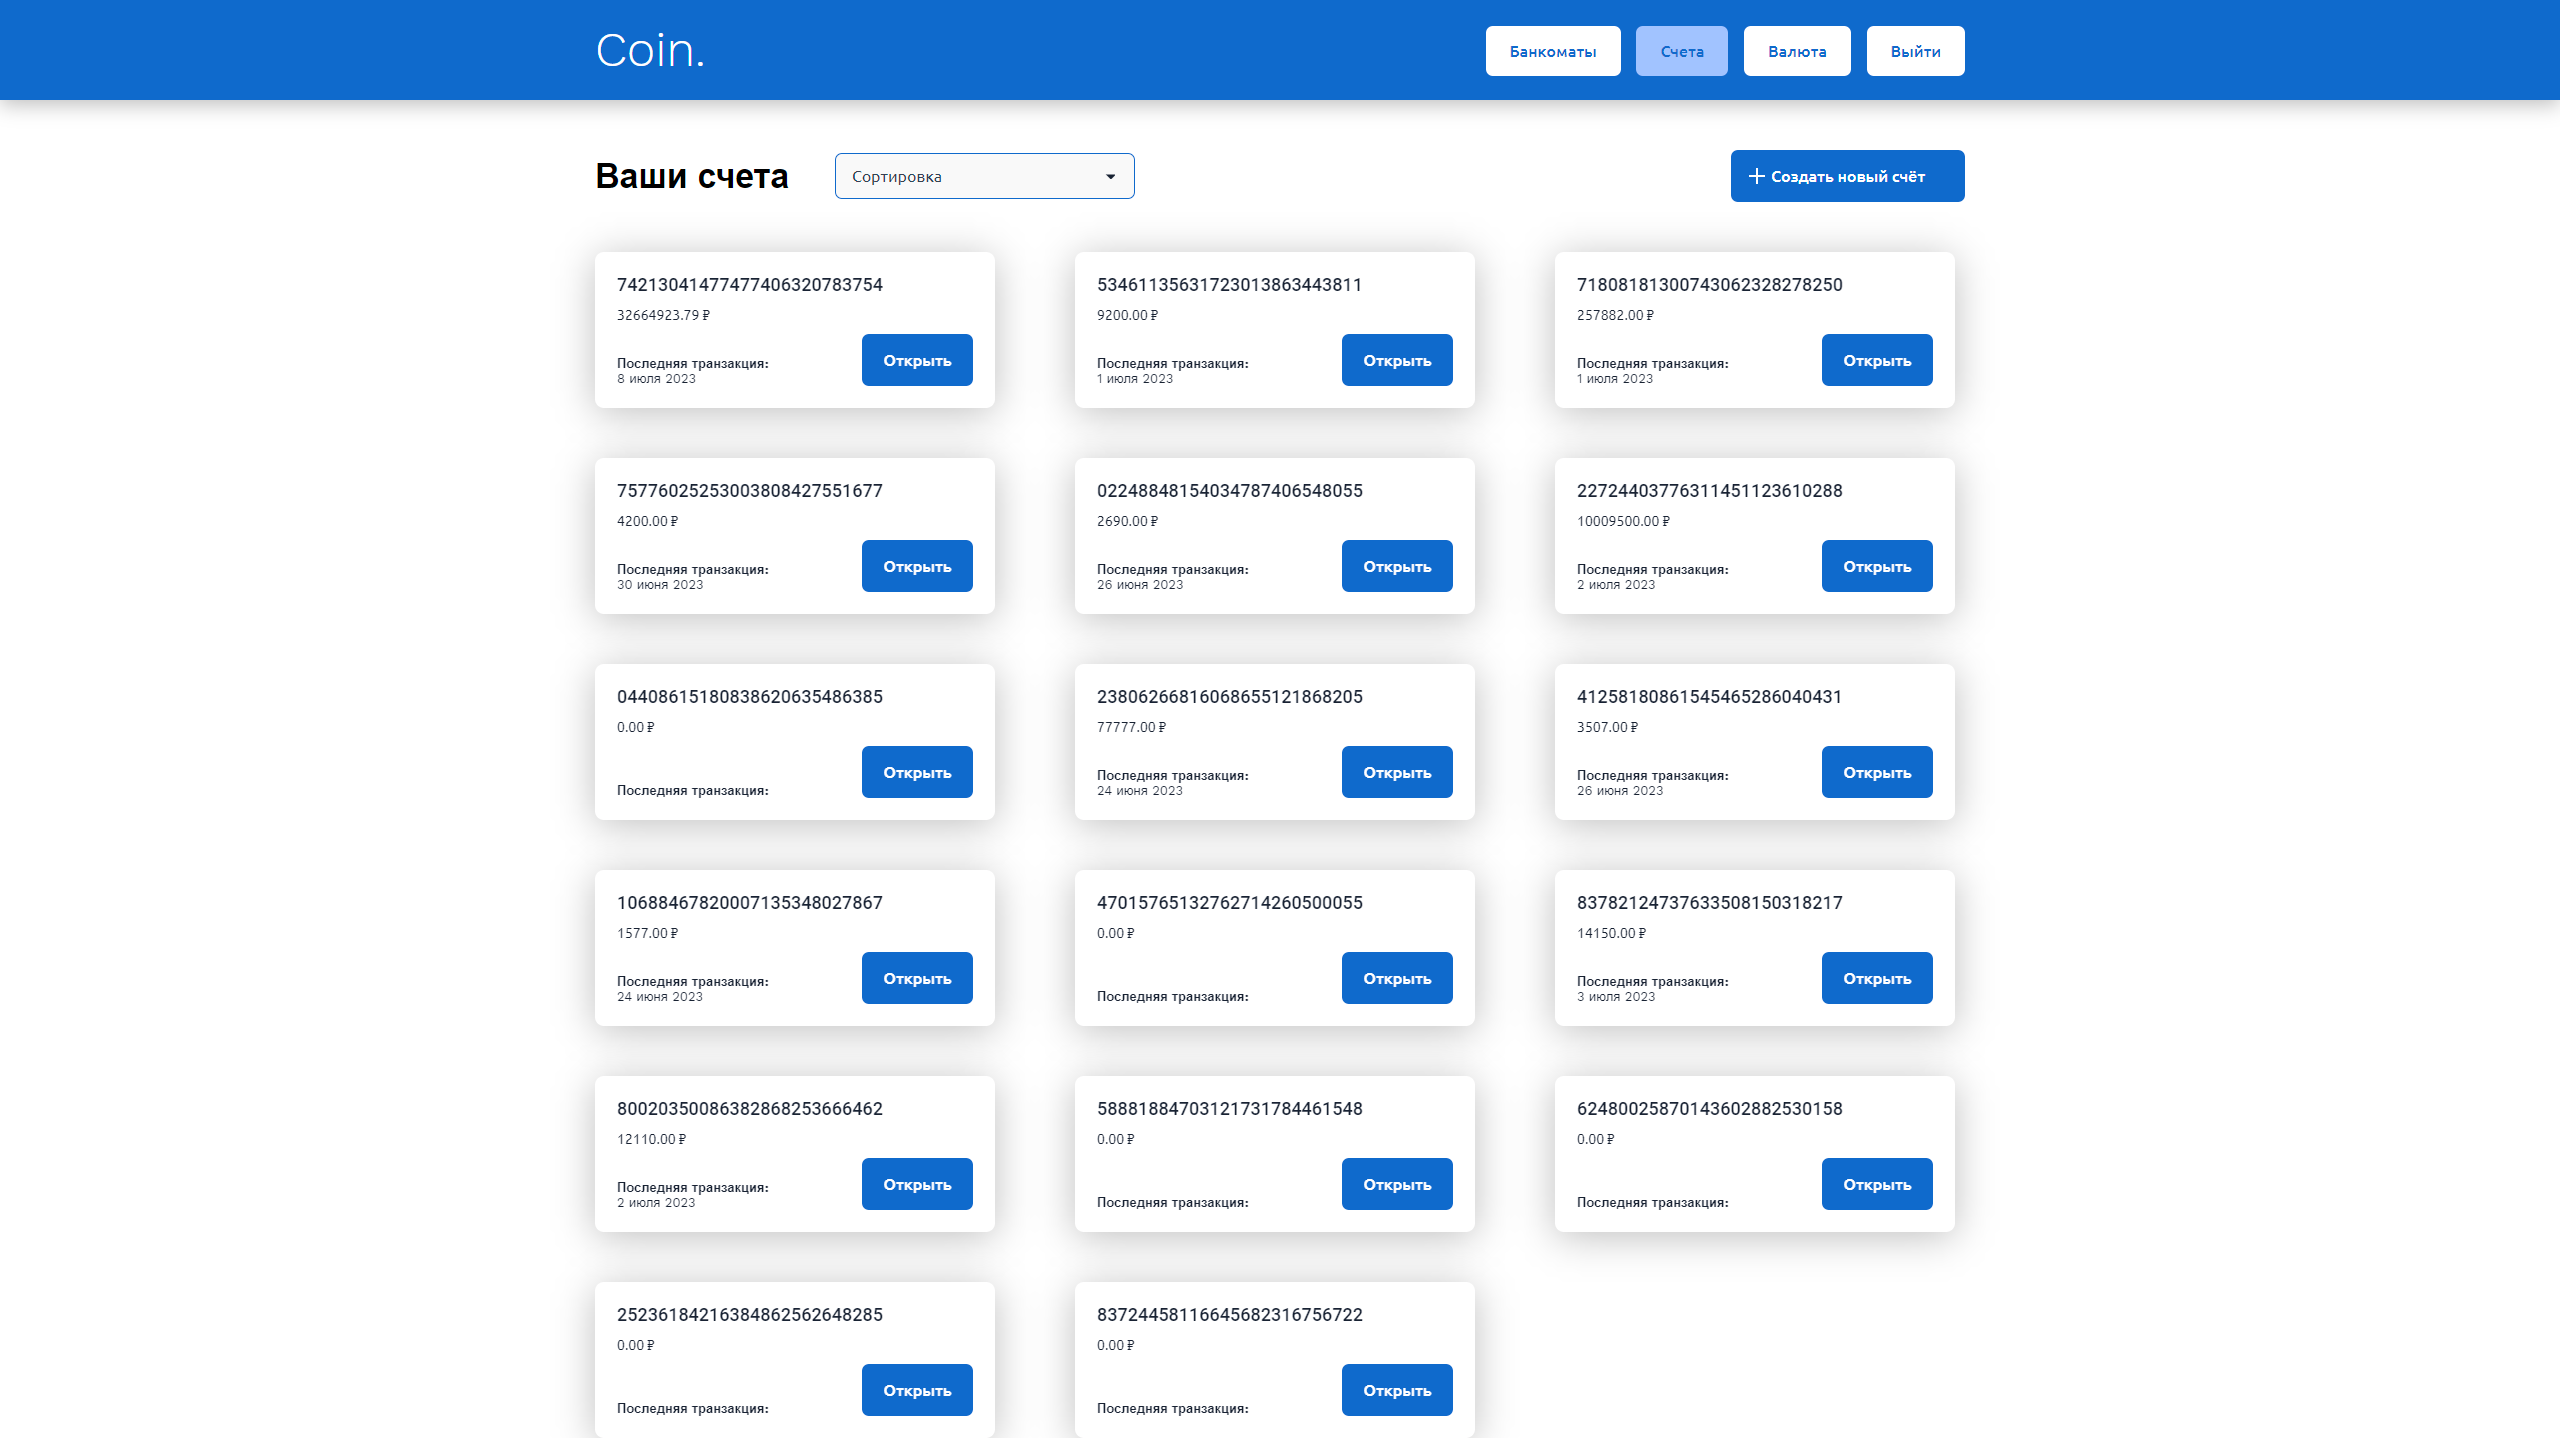 Coin.
Банкоматы
Счета
Валюта
Выйти
Ваши счета
Сортировка
Создать новый счёт
74213041477477406320783754
32664923.79 ₽
Последняя транзакция:
8 июля 2023
Открыть
53461135631723013863443811
9200.00 ₽
Последняя транзакция:
1 июля 2023
Открыть
71808181300743062328278250
257882.00 ₽
Последняя транзакция:
1 июля 2023
Открыть
75776025253003808427551677
4200.00 ₽
Последняя транзакция:
30 июня 2023
Открыть
02248848154034787406548055
2690.00 ₽
Последняя транзакция:
26 июня 2023
Открыть
22724403776311451123610288
10009500.00 ₽
Последняя транзакция:
2 июля 2023
Открыть
04408615180838620635486385
0.00 ₽
Последняя транзакция:
Открыть
23806266816068655121868205
77777.00 ₽
Последняя транзакция:
24 июня 2023
Открыть
41258180861545465286040431
3507.00 ₽
Последняя транзакция:
26 июня 2023
Открыть
10688467820007135348027867
1577.00 ₽
Последняя транзакция:
24 июня 2023
Открыть
47015765132762714260500055
0.00 ₽
Последняя транзакция:
Открыть
83782124737633508150318217
14150.00 ₽
Последняя транзакция:
3 июля 2023
Открыть
80020350086382868253666462
12110.00 ₽
Последняя транзакция:
2 июля 2023
Открыть
58881884703121731784461548
0.00 ₽
Последняя транзакция:
Открыть
62480025870143602882530158
0.00 ₽
Последняя транзакция:
Открыть
25236184216384862562648285
0.00 ₽
Последняя транзакция:
Открыть
83724458116645682316756722
0.00 ₽
Последняя транзакция:
Открыть